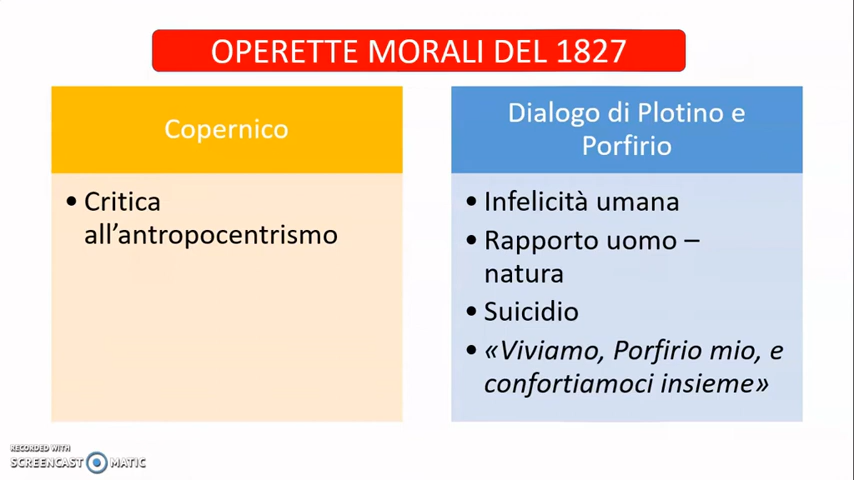 OPERETTE MORALI DEL 1827
Copernico
• Critica
all’antropocentrismo
Dialogo di Plotino e
Porfirio
• Infelicità umana
• Rapporto uomo –
natura
• Suicidio
• «Viviamo, Porfirio mio, e
confortiamoci insieme»
RECORDED WITH
SCREENCAST MATIC